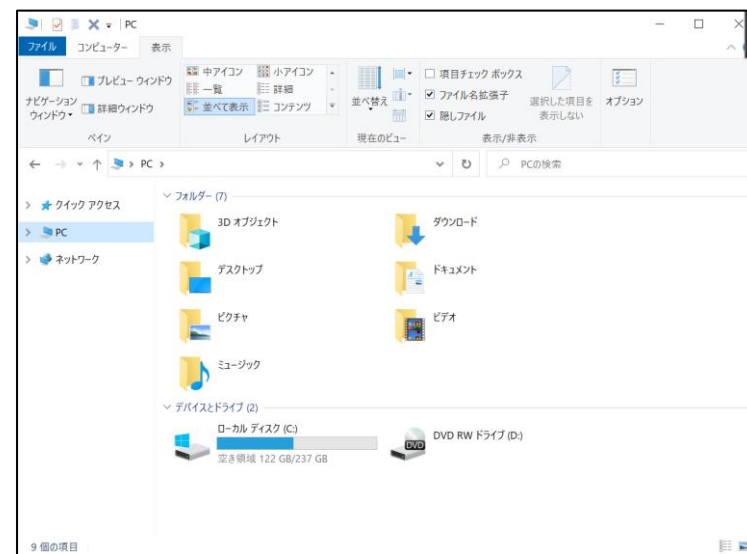 PC
ファイル コンピューター 表示
ナビゲーション ウィンドウ
プレビュー ウィンドウ
詳細ウィンドウ
ペイン
中アイコン 小アイコン
一覧 詳細
並べて表示 コンテンツ
レイアウト
並べ替え
現在のビュー
項目チェック ボックス
ファイル名拡張子
隠しファイル
選択した項目を
表示しない
表示/非表示
オプション
PC
PCの検索
クイック アクセス
PC
ネットワーク
フォルダー (7)
3D オブジェクト ダウンロード
デスクトップ ドキュメント
ピクチャ ビデオ
ミュージック
デバイスとドライブ (2)
ローカル ディスク (C:)
空き領域 122 GB/237 GB
DVD
DVD RW ドライブ (D:)
9 個の項目